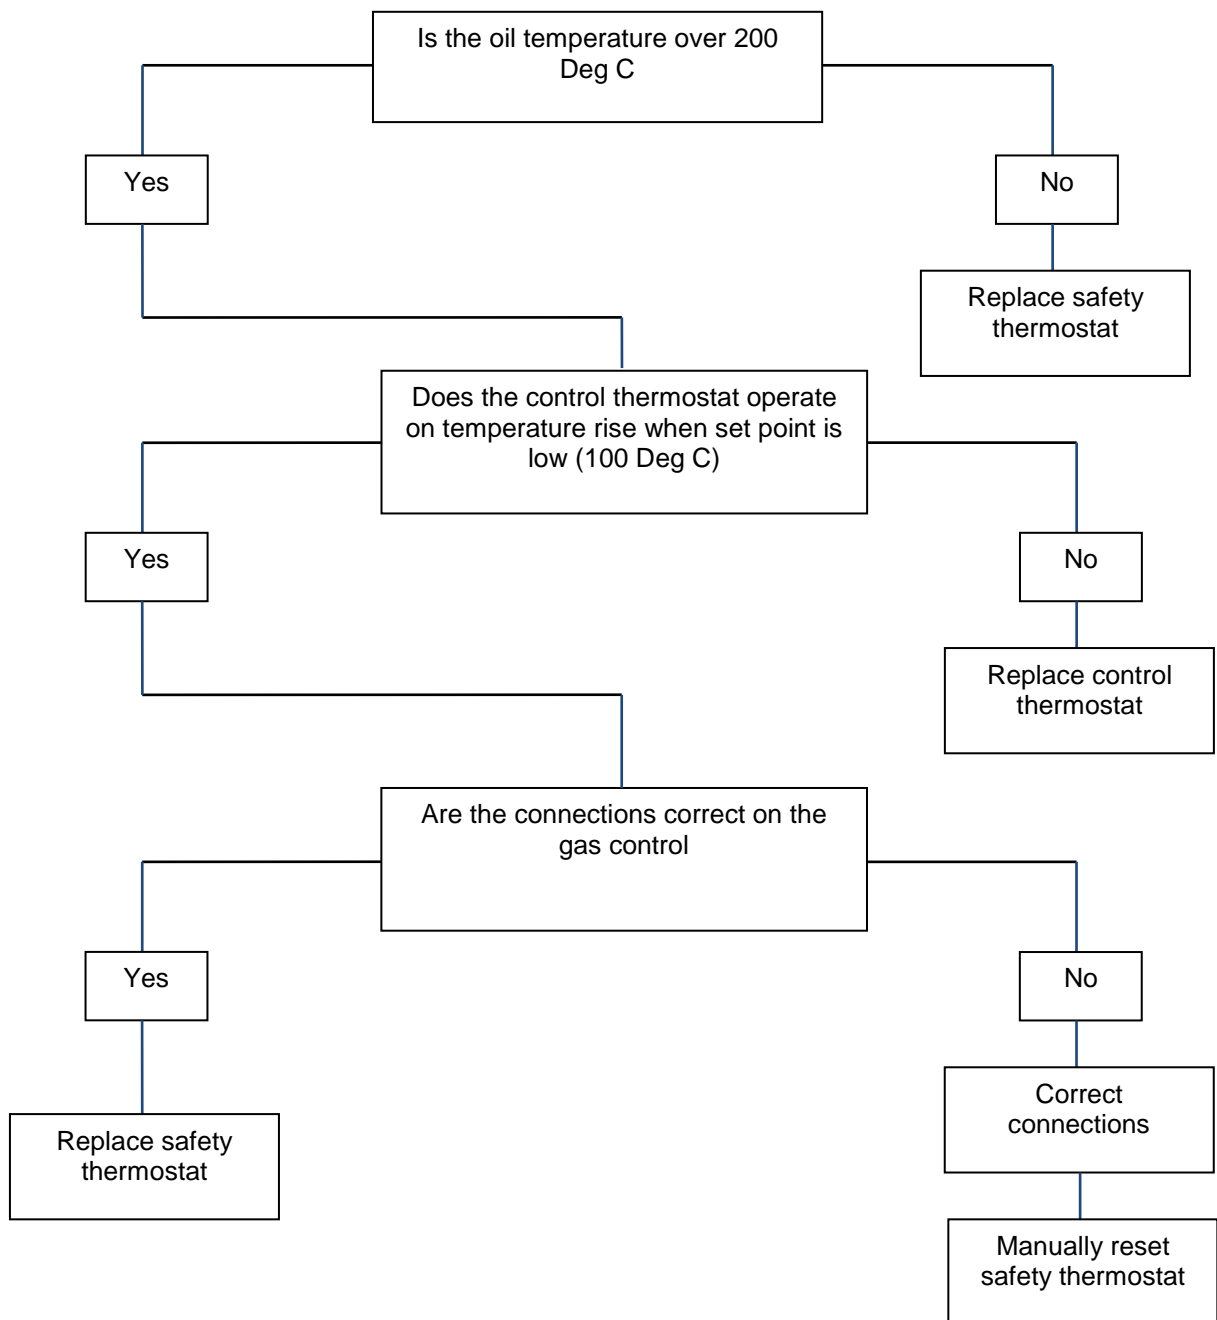 Is the oil temperature over 200
Deg C
Yes
No
Replace safety
thermostat
Does the control thermostat operate
on temperature rise when set point is
low (100 Deg C)
Yes
No
Replace control
thermostat
Are the connections correct on the
gas control
Yes
No
Correct
connections
Replace safety
thermostat
Manually reset
safety thermostat